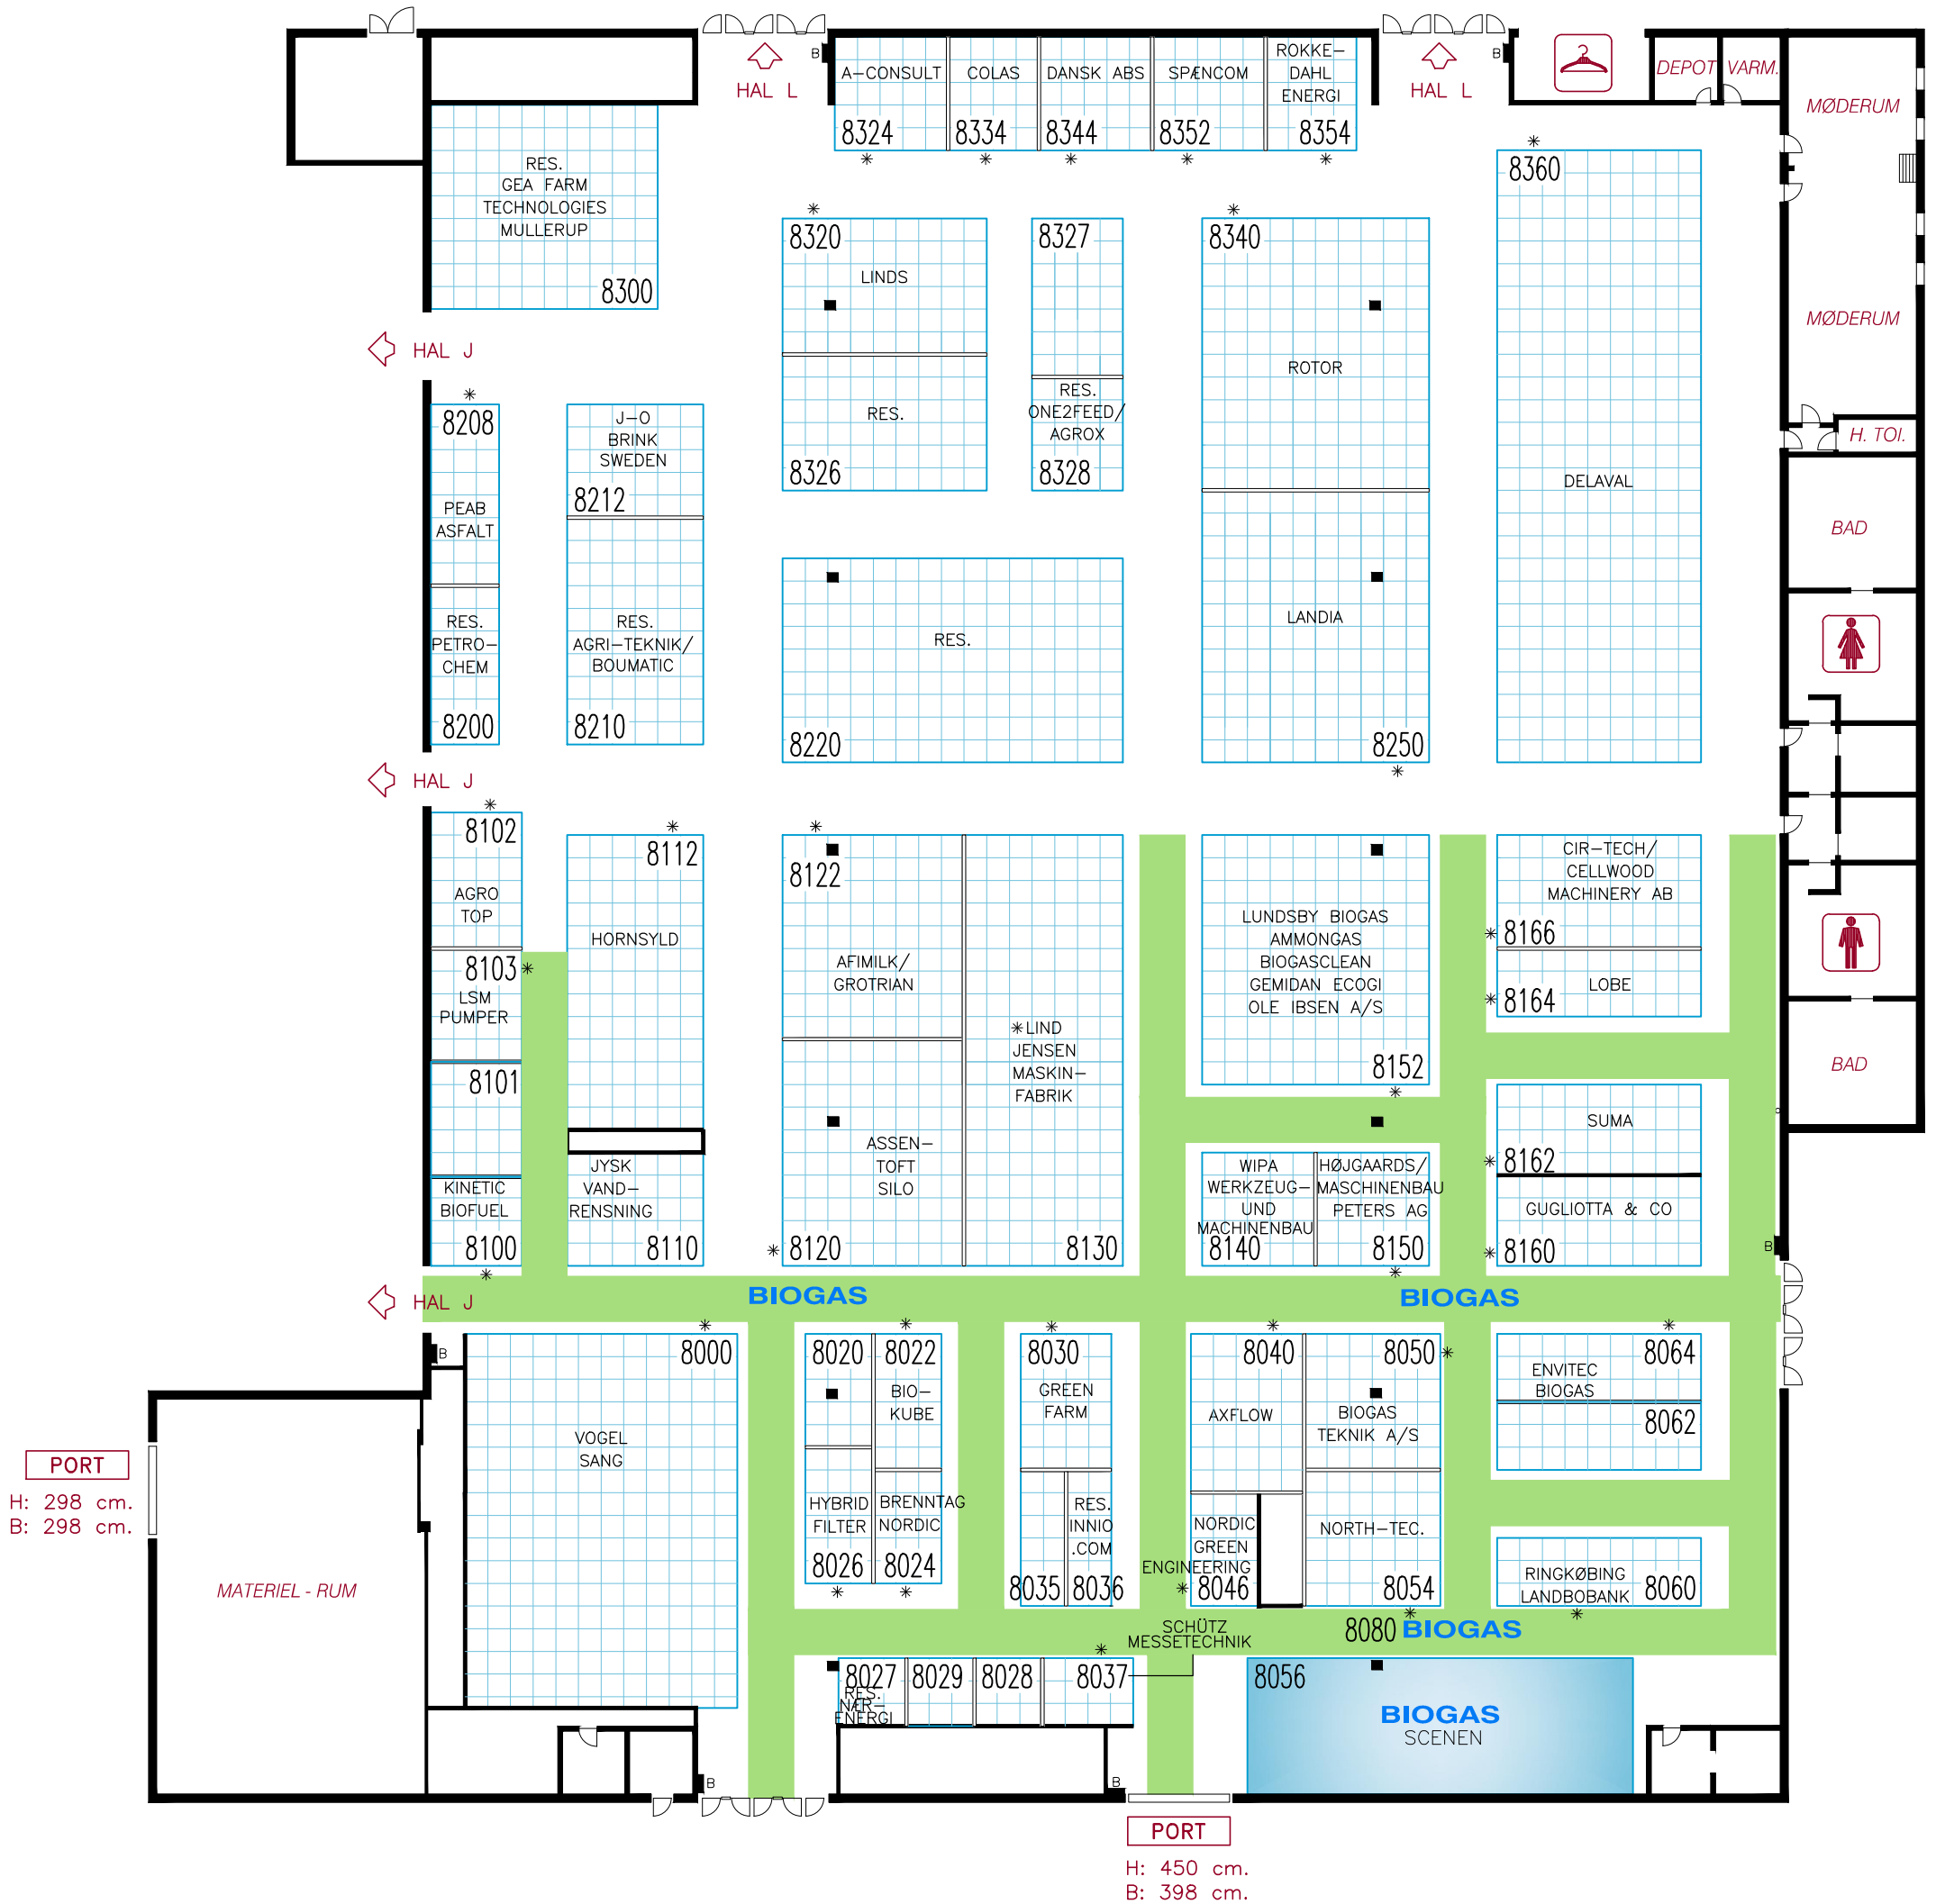 B
HAL L
A-CONSULT
8324
COLAS
8334
DANSK ABS
8344
SPÆNCOM
8352
ROKKE-
DAHL
ENERGI
8354
HAL L
B
DEPOT
VARM.
MØDERUM
MØDERUM
RES.
GEA FARM
TECHNOLOGIES
MULLERUP
8300
8320
LINDS
RES.
8326
8327
RES.
ONE2FEED/
AGROX
8328
8340
ROTOR
8360
DELAVAL
HAL J
8208
PEAB
ASFALT
RES.
PETRO-
CHEM
8200
J-O
BRINK
SWEDEN
8212
RES.
AGRI-TEKNIK/
BOUMATIC
8210
RES.
8220
LANDIA
8250
H. TOI.
BAD
HAL J
8102
AGRO
TOP
8103
LSM
PUMPER
8101
KINETIC
BIOFUEL
8100
8112
HORNSYLD
JYSK
VAND-
RENSNING
8110
8122
AFIMILK/
GROTRIAN
ASSEN-
TOFT
SILO
8120
*LIND
JENSEN
MASKIN-
FABRIK
8130
LUNDSBY BIOGAS
AMMONGAS
BIOGASCLEAN
GEMIDAN ECOGI
OLE IBSEN A/S
8152
WIPA
WERKZEUG-
UND
MACHINENBAU
8140
HØJGAARDS/
MASCHINENBAU
PETERS AG
8150
CIR-TECH/
CELLWOOD
MACHINERY AB
8166
LOBE
8164
SUMA
8162
GUGLIOTTA & CO
8160
BAD
B
HAL J
BIOGAS
BIOGAS
B
8000
VOGEL
SANG
8020
HYBRID
FILTER
8026
8022
BIO-
KUBE
BRENNTAG
NORDIC
8024
8030
GREEN
FARM
8035
RES.
INNIO
.COM
8036
8040
AXFLOW
NORDIC
GREEN
ENGINEERING
8046
8050
BIOGAS
TEKNIK A/S
NORTH-TEC.
8054
8064
ENVITEC
BIOGAS
8062
RINGKØBING
LANDBOBANK
8060
PORT
H: 298 cm.
B: 298 cm.
MATERIEL - RUM
SCHÜTZ
MESSETECHNIK
8080
BIOGAS
8027
RES.
NÆR-
ENERGI
8029
8028
8037
8056
BIOGAS
SCENEN
B
B
PORT
H: 450 cm.
B: 398 cm.